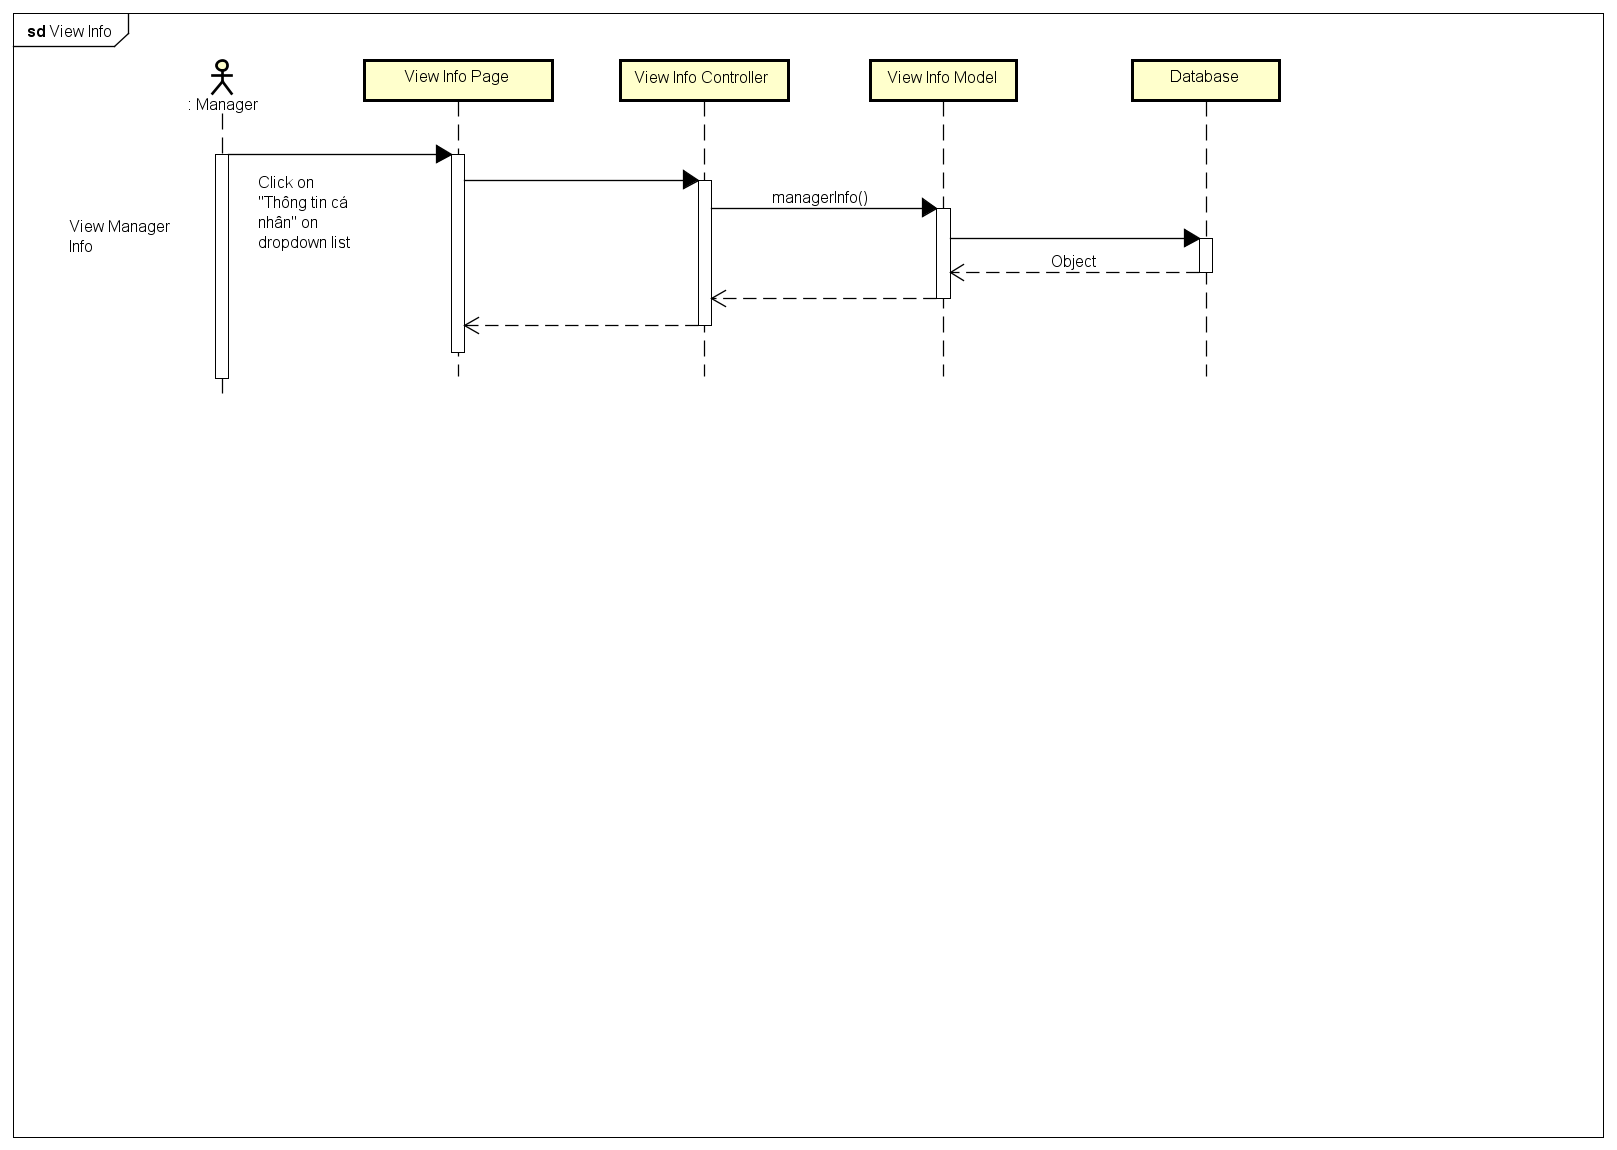 sd View Info
: Manager
View Info Page
View Info Controller
View Info Model
Database
Click on
"Thông tin cá
nhân" on
dropdown list
managerInfo()
View Manager
Info
Object